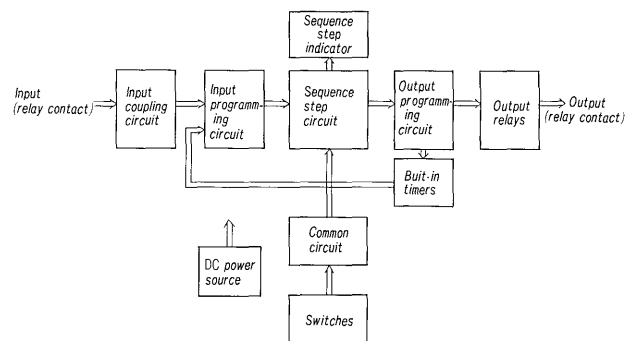 Sequence
step
indicator
Input
(relay contact)
Input
coupling
circuit
Input
programm-
ing
circuit
Sequence
step
circuit
Output
programm-
ing
circuit
Output
relays
Output
(relay contact)
Buit-in
timers
Common
circuit
DC power
source
Switches